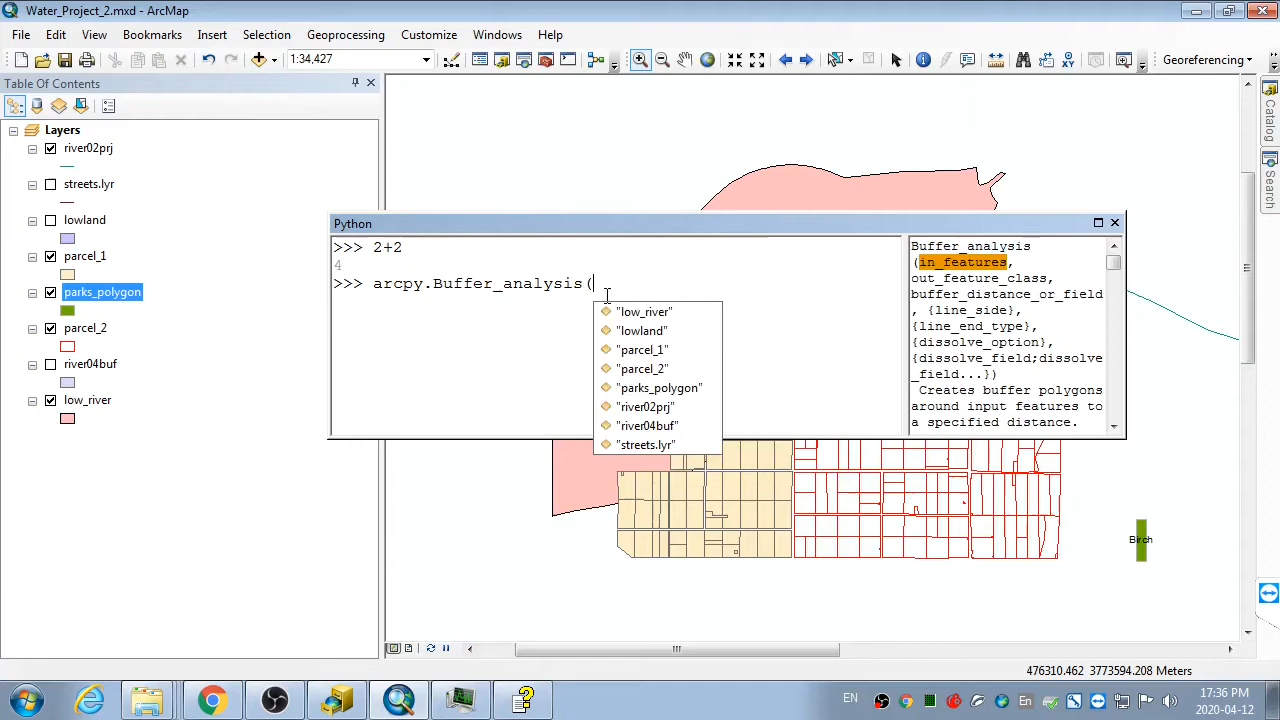 Water_Project_2.mxd - ArcMap
File Edit View Bookmarks Insert Selection Geoprocessing Customize Windows Help
1:34.427
Georeferencing
Table Of Contents
Layers
river02prj
streets.lyr
lowland
parcel_1
parks_polygon
parcel_2
river04buf
low_river
Python
>>> 2+2
4
>>> arcpy.Buffer_analysis(
"low_river"
"lowland"
"parcel_1"
"parcel_2"
"parks_polygon"
"river02prj"
"river04buf"
"streets.lyr"
Buffer_analysis
(in_features,
out_feature_class,
buffer_distance_or_field
, {line_side},
{line_end_type},
{dissolve_option},
{dissolve_field;dissolve
_field...})
Creates buffer polygons
around input features to
a specified distance.
Catalog
Search
Birch
476310.462 3773594.208 Meters
EN
En
17:36 PM
2020-04-12